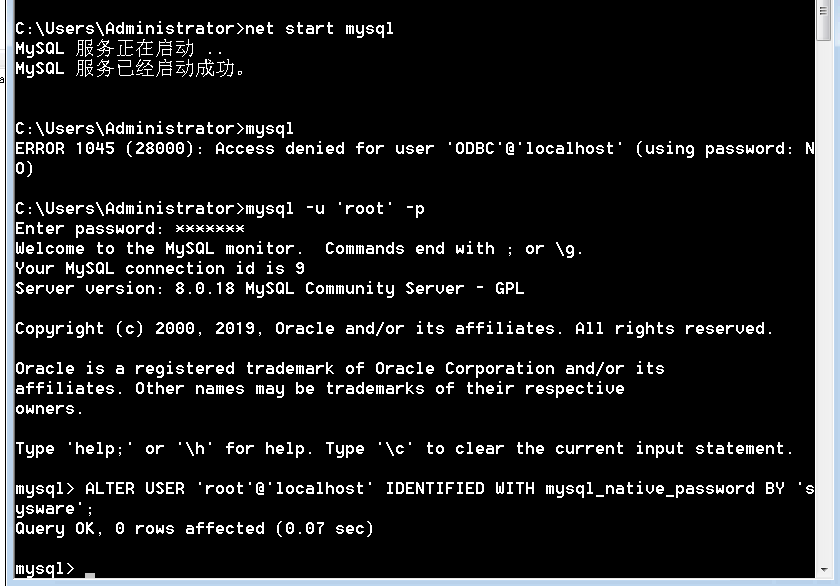 C:\Users\Administrator>net start mysql
MySQL 服务正在启动 ..
MySQL 服务已经启动成功。
C:\Users\Administrator>mysql
ERROR 1045 (28000): Access denied for user 'ODBC'@'localhost' (using password: N
O)
C:\Users\Administrator>mysql -u 'root' -p
Enter password: *******
Welcome to the MySQL monitor.  Commands end with ; or \g.
Your MySQL connection id is 9
Server version: 8.0.18 MySQL Community Server - GPL
Copyright (c) 2000, 2019, Oracle and/or its affiliates. All rights reserved.
Oracle is a registered trademark of Oracle Corporation and/or its
affiliates. Other names may be trademarks of their respective
owners.
Type 'help;' or '\h' for help. Type '\c' to clear the current input statement.
mysql> ALTER USER 'root'@'localhost' IDENTIFIED WITH mysql_native_password BY 's
ysware';
Query OK, 0 rows affected (0.07 sec)
mysql>